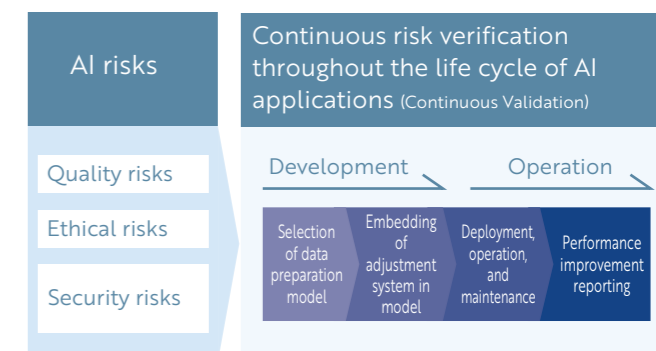 AI risks
Quality risks
Ethical risks
Security risks
Continuous risk verification
throughout the life cycle of AI
applications (Continuous Validation)
Development
Operation
Selection
of data
preparation
model
Embedding
of
adjustment
system in
model
Deployment,
operation,
and
maintenance
Performance
improvement
reporting